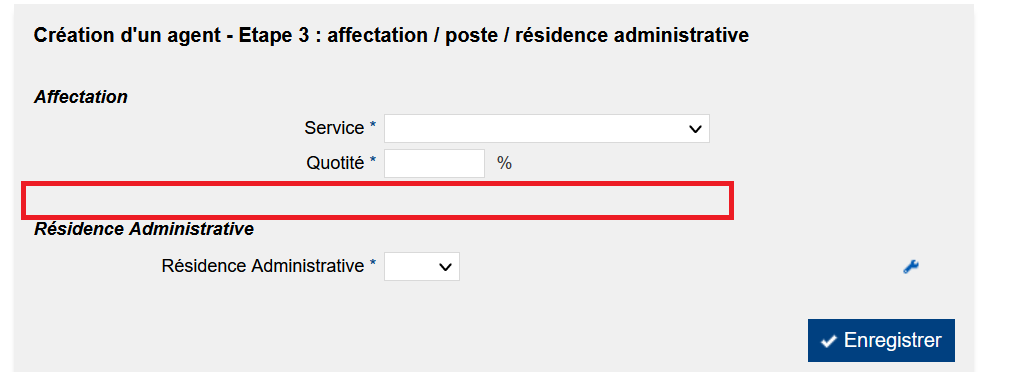 Création d'un agent - Etape 3 : affectation / poste / résidence administrative
Affectation
Service *
Quotité * %
Résidence Administrative
Résidence Administrative *
Enregistrer